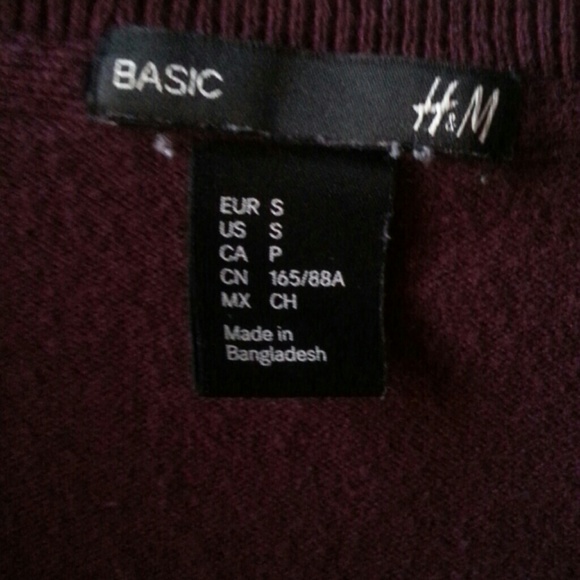 BASIC H&M
EUR S
US S
CA P
CN 165/88A
MX CH
Made in
Bangladesh